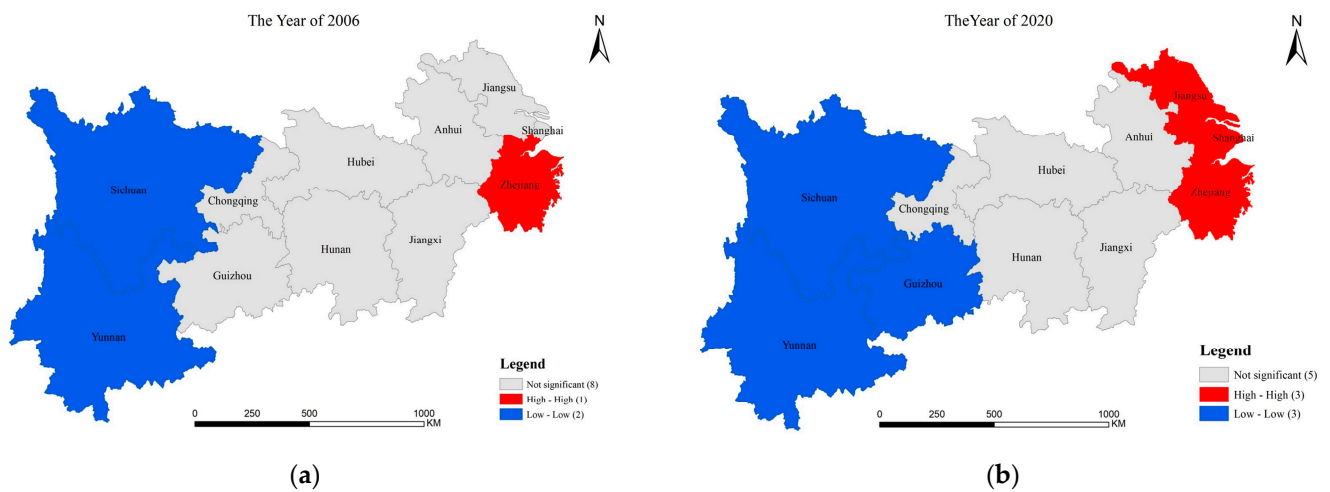 The Year of 2006
N
Jiangsu
Anhui
Shanghai
Hubei
Zhejiang
Sichuan
Chongqing
Jiangxi
Hunan
Guizhou
Yunnan
Legend
Not significant (8)
High - High (1)
Low - Low (2)
0 500 1000
KM
(a)
TheYear of 2020
N
Jiangsu
Anhui
Shanghai
Hubei
Zhejiang
Sichuan
Chongqing
Jiangxi
Hunan
Guizhou
Yunnan
Legend
Not significant (5)
High - High (3)
Low - Low (3)
0 500 1000
KM
(b)